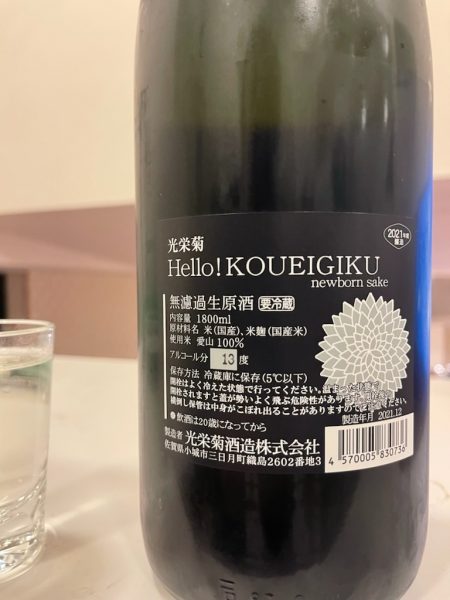 2021年度
醸造
光栄菊
Hello! KOUEIGIKU
newborn sake
無濾過生原酒 要冷蔵
内容量 1800ml
原材料名 米(国産)、米麹(国産米)
使用米 愛山 100%
アルコール分 13 度
保存方法 冷蔵庫に保存(5℃以下)
開栓はよく冷えた状態で行ってください。温まった状態で
開栓されますと蓋が勢いよく飛ぶ危険性があります。
横倒し保管は中身がこぼれ出ることがありますので
製造年月 2021.12
●飲酒は20歳になってから
製造者 光栄菊酒造株式会社
佐賀県小城市三日月町織島2602番地3
4 570005 830736